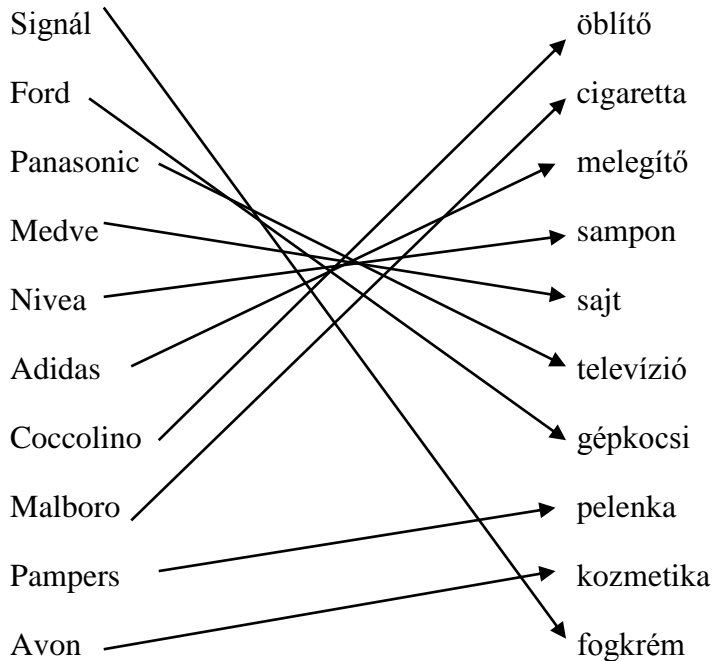 Signál öblítő
Ford cigaretta
Panasonic melegítő
Medve sampon
Nivea sajt
Adidas televízió
Coccolino gépkocsi
Malboro pelenka
Pampers kozmetika
Avon fogkrém